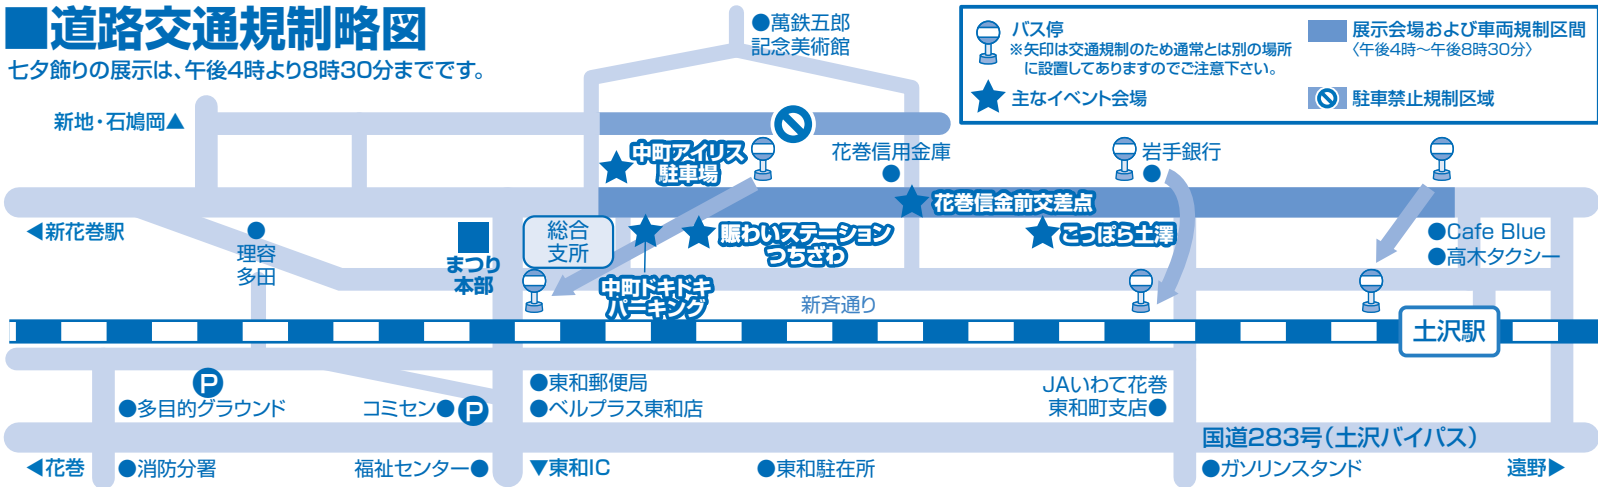 ■道路交通規制略図
七夕飾りの展示は、午後4時より8時30分までです。
●萬鉄五郎
記念美術館
バス停
※矢印は交通規制のため通常とは別の場所
に設置してありますのでご注意下さい。
主なイベント会場
展示会場および車両規制区間
〈午後4時〜午後8時30分〉
駐車禁止規制区域
新地・石鳩岡▲
中町アイリス
駐車場
花巻信用金庫
岩手銀行
花巻信金前交差点
◀新花巻駅
理容
多田
まつり
本部
総合
支所
賑わいステーション
つちざわ
こっぽら土澤
●Cafe Blue
●高木タクシー
中町ドキドキ
パーキング
新斉通り
土沢駅
P
●多目的グラウンド
コミセン●P
●東和郵便局
●ベルプラス東和店
JAいわて花巻
東和町支店●
国道283号(土沢バイパス)
◀花巻
●消防分署
福祉センター●
▼東和IC
●東和駐在所
●ガソリンスタンド
遠野▶